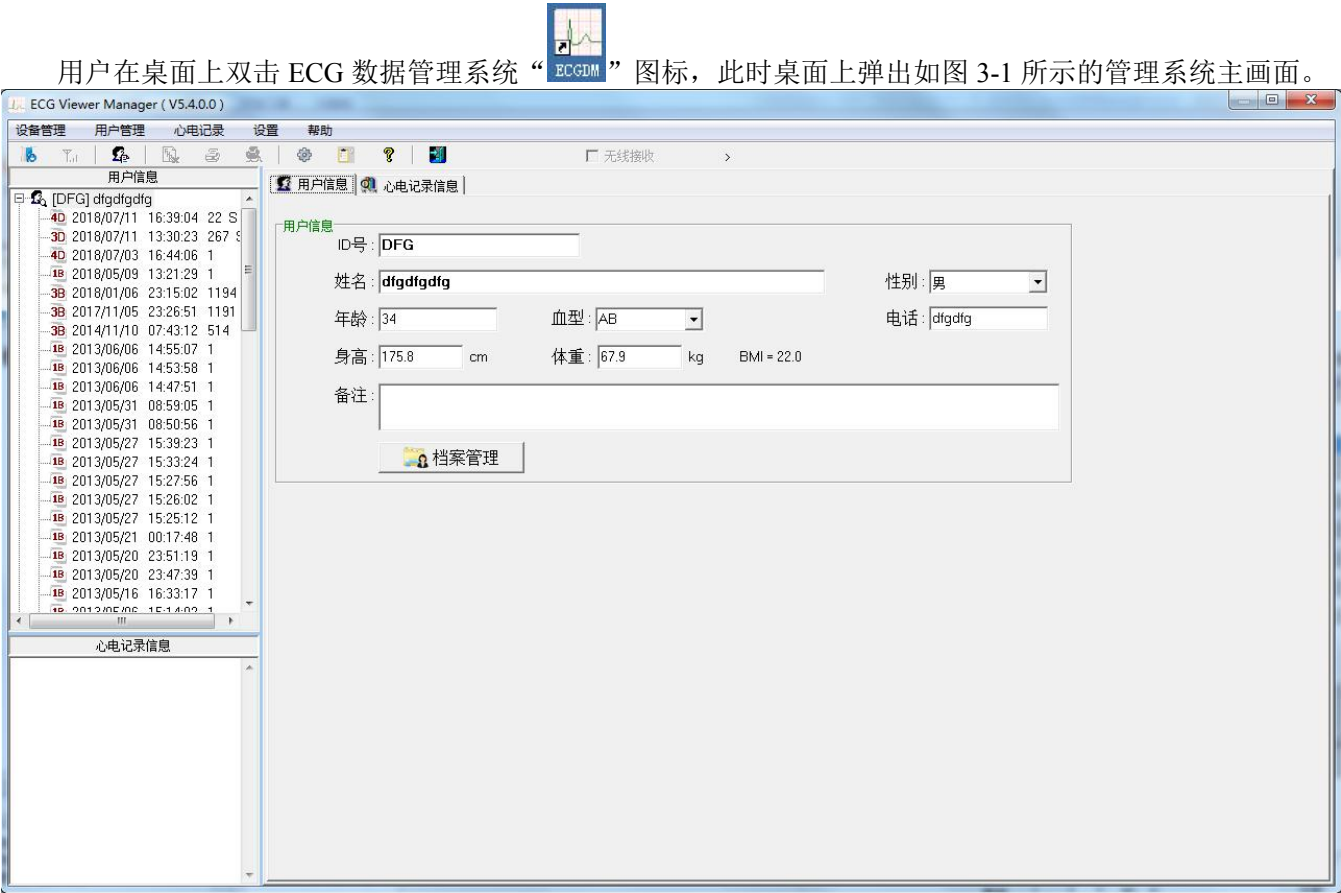 用户在桌面上双击 ECG 数据管理系统“ECGDM”图标，此时桌面上弹出如图 3-1 所示的管理系统主画面。
ECG Viewer Manager ( V5.4.0.0 )
设备管理 用户管理 心电记录 设置 帮助
无线接收 >
用户信息
[DFG] dfgdfgdfg
4D 2018/07/11 16:39:04 22 S
3D 2018/07/11 13:30:23 267 S
4D 2018/07/03 16:44:06 1
1B 2018/05/09 13:21:29 1
3B 2018/01/06 23:15:02 1194
3B 2017/11/05 23:26:51 1191
3B 2014/11/10 07:43:12 514
1B 2013/06/06 14:55:07 1
1B 2013/06/06 14:53:58 1
1B 2013/06/06 14:47:51 1
1B 2013/05/31 08:59:05 1
1B 2013/05/31 08:50:56 1
1B 2013/05/27 15:39:23 1
1B 2013/05/27 15:33:24 1
1B 2013/05/27 15:27:56 1
1B 2013/05/27 15:26:02 1
1B 2013/05/27 15:25:12 1
1B 2013/05/21 00:17:48 1
1B 2013/05/20 23:51:19 1
1B 2013/05/20 23:47:39 1
1B 2013/05/16 16:33:17 1
1B 2013/05/06 15:14:02 1
心电记录信息
用户信息 心电记录信息
用户信息
ID号: DFG
姓名: dfgdfgdfg 性别: 男
年龄: 34 血型: AB 电话: dfgdfg
身高: 175.8 cm 体重: 67.9 kg BMI = 22.0
备注:
档案管理